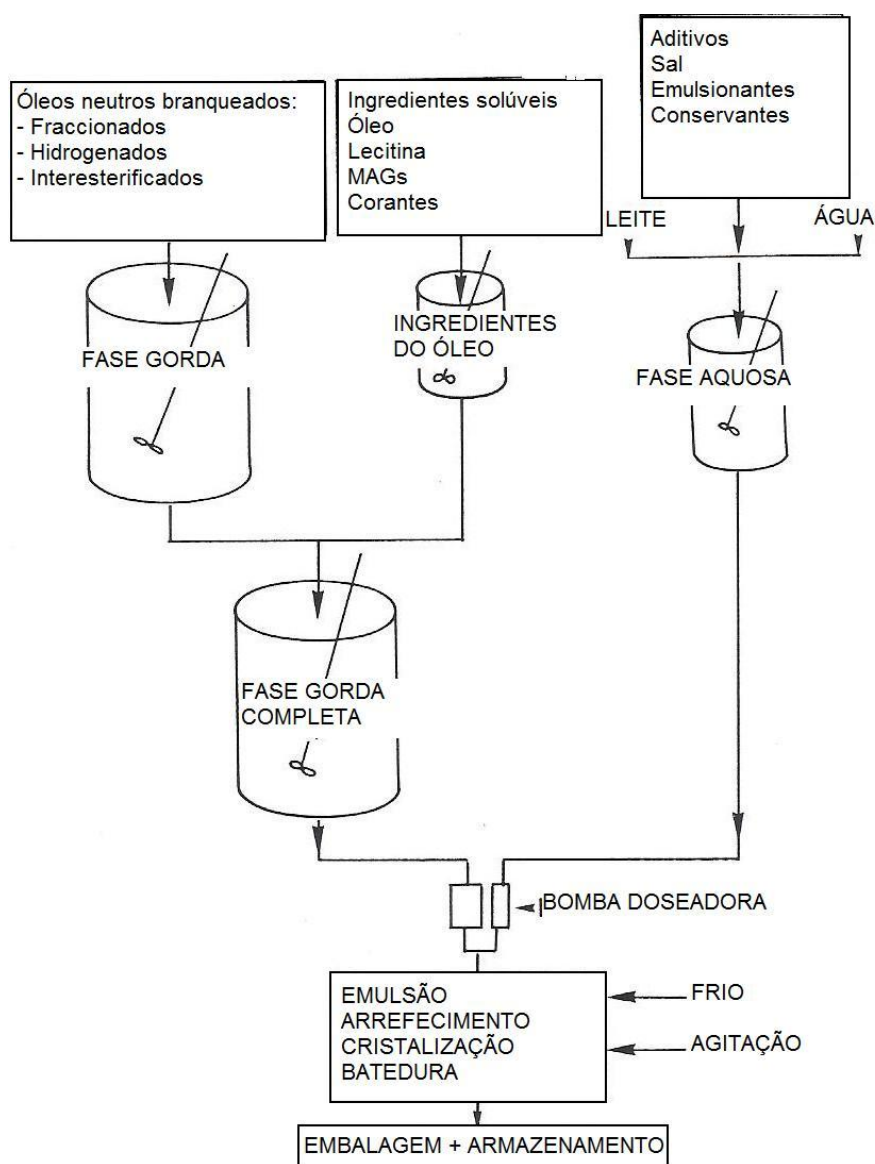 Óleos neutros branqueados:
- Fraccionados
- Hidrogenados
- Interesterificados
Ingredientes solúveis
Óleo
Lecitina
MAGs
Corantes
Aditivos
Sal
Emulsionantes
Conservantes
LEITE
ÁGUA
FASE GORDA
INGREDIENTES
DO ÓLEO
FASE AQUOSA
FASE GORDA
COMPLETA
BOMBA DOSEADORA
EMULSÃO
ARREFECIMENTO
CRISTALIZAÇÃO
BATEDURA
FRIO
AGITAÇÃO
EMBALAGEM + ARMAZENAMENTO